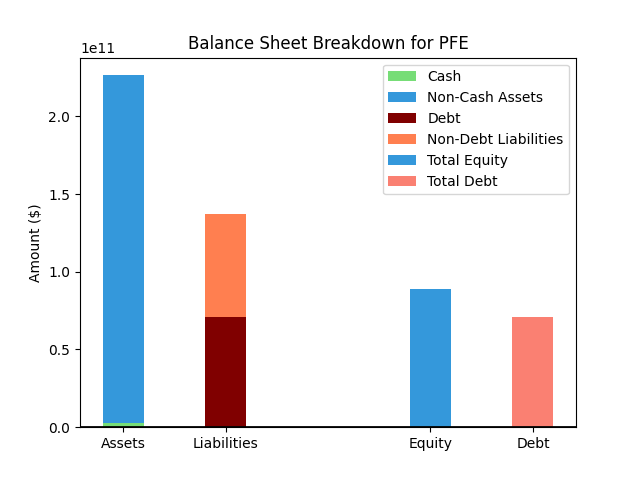 Balance Sheet Breakdown for PFE
1e11
2.0
1.5
1.0
0.5
0.0
Amount ($)
Cash
Non-Cash Assets
Debt
Non-Debt Liabilities
Total Equity
Total Debt
Assets
Liabilities
Equity
Debt